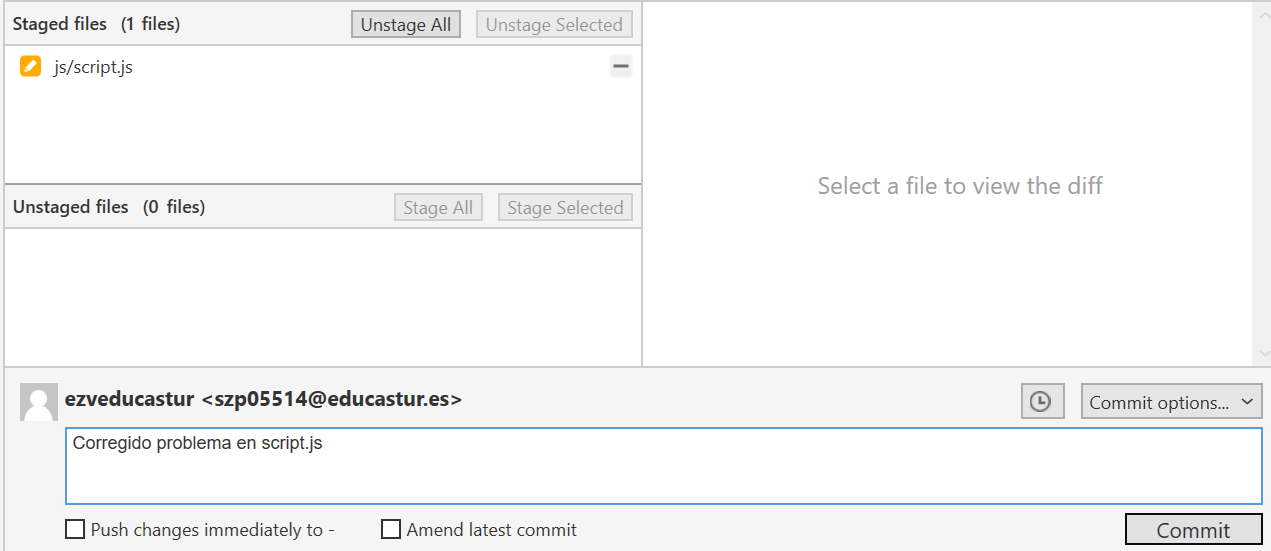 Staged files (1 files) Unstage All Unstage Selected
js/script.js
Select a file to view the diff
Unstaged files (0 files) Stage All Stage Selected
ezveducastur <szp05514@educastur.es> Commit options...
Corregido problema en script.js
Push changes immediately to - Amend latest commit Commit